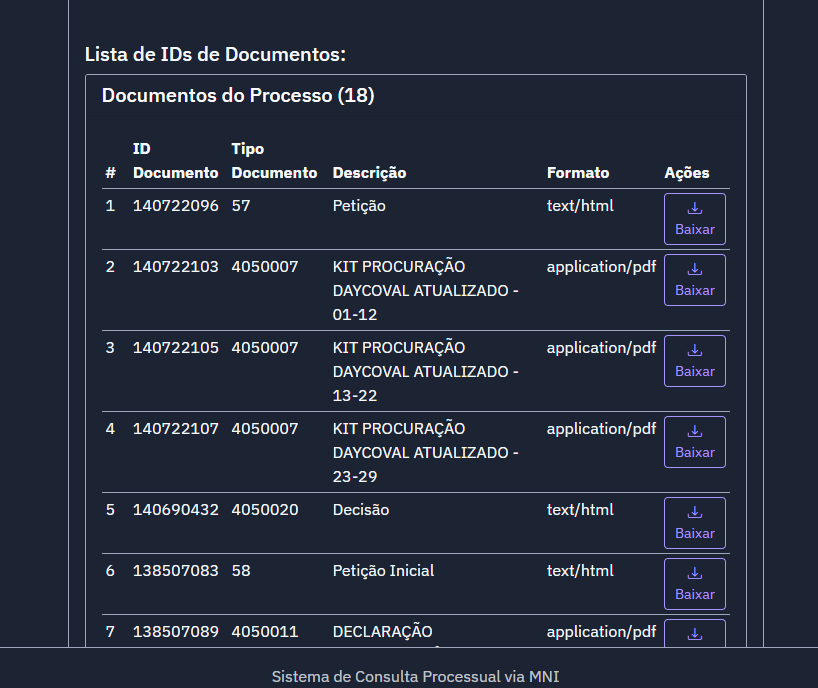 Lista de IDs de Documentos:
Documentos do Processo (18)
ID Tipo
# Documento Documento Descrição Formato Ações
1 140722096 57 Petição text/html Baixar
2 140722103 4050007 KIT PROCURAÇÃO application/pdf Baixar
DAYCOVAL ATUALIZADO -
01-12
3 140722105 4050007 KIT PROCURAÇÃO application/pdf Baixar
DAYCOVAL ATUALIZADO -
13-22
4 140722107 4050007 KIT PROCURAÇÃO application/pdf Baixar
DAYCOVAL ATUALIZADO -
23-29
5 140690432 4050020 Decisão text/html Baixar
6 138507083 58 Petição Inicial text/html Baixar
7 138507089 4050011 DECLARAÇÃO application/pdf
Sistema de Consulta Processual via MNI